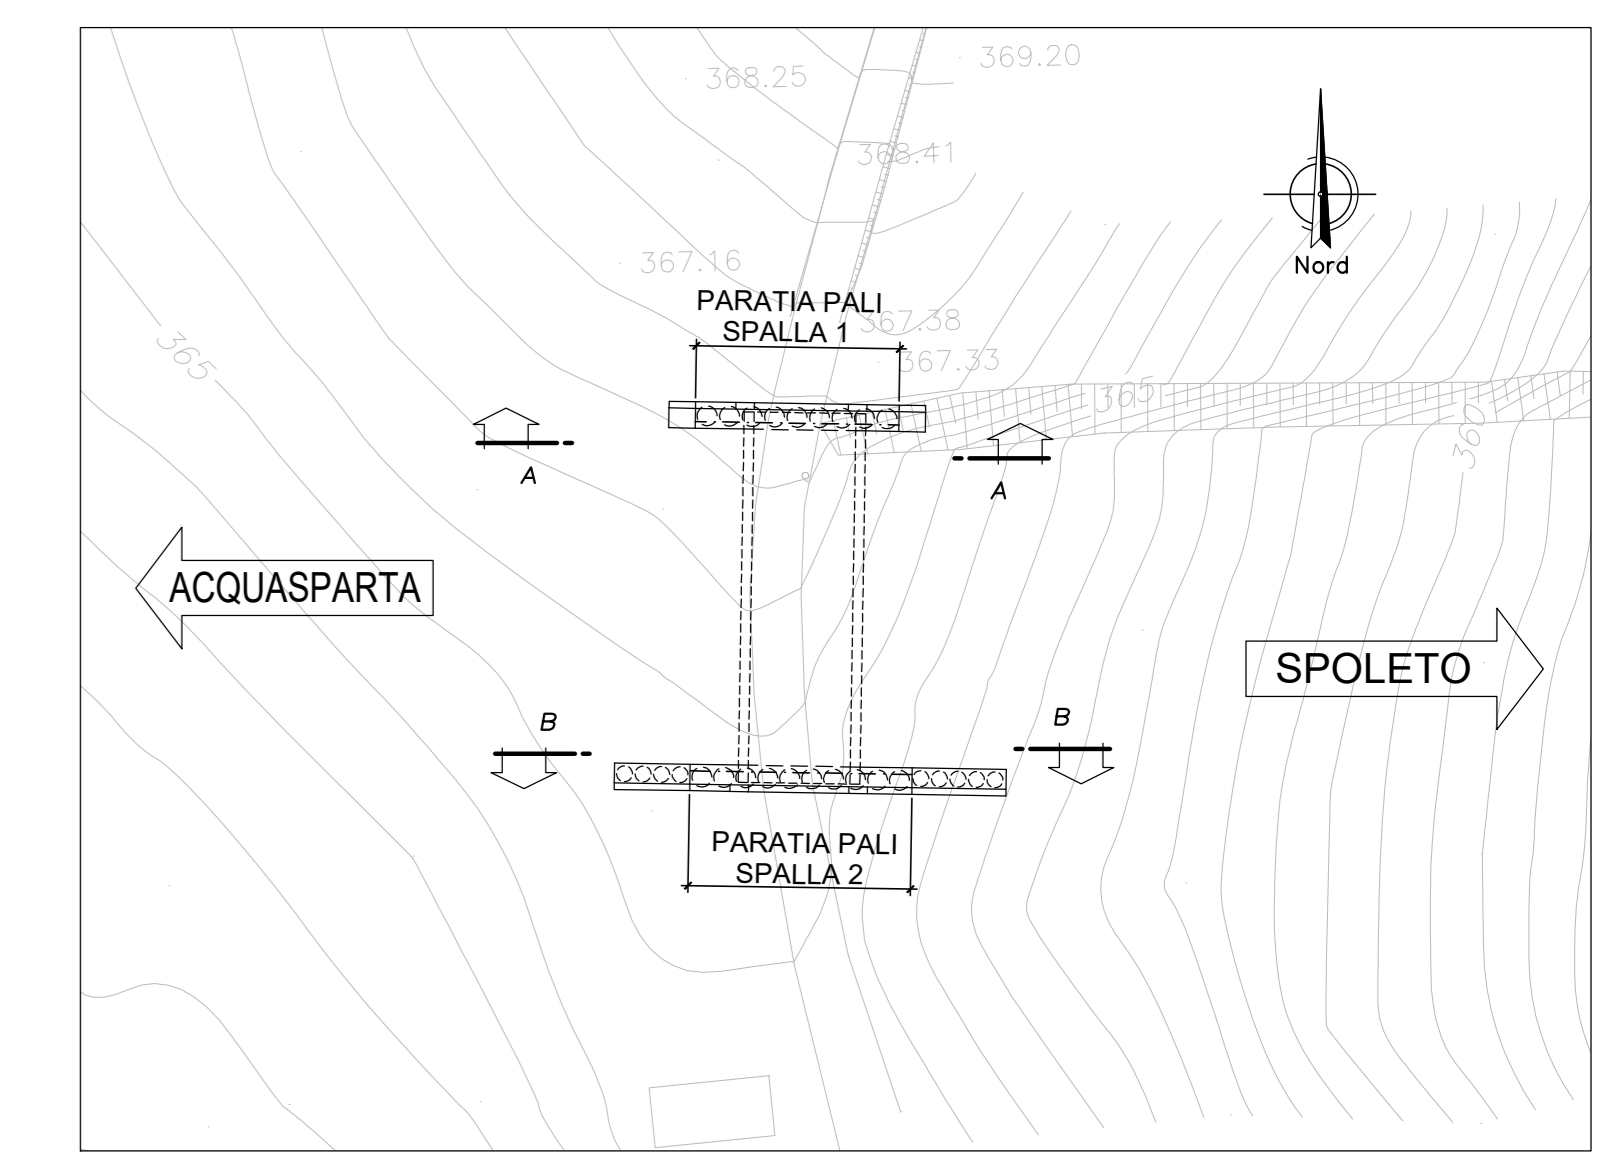 369.20
368.25
368.41
367.16
Nord
PARATIA PALI
SPALLA 1
367.38
367.33
365
365
360
A
A
ACQUASPARTA
SPOLETO
B
B
PARATIA PALI
SPALLA 2